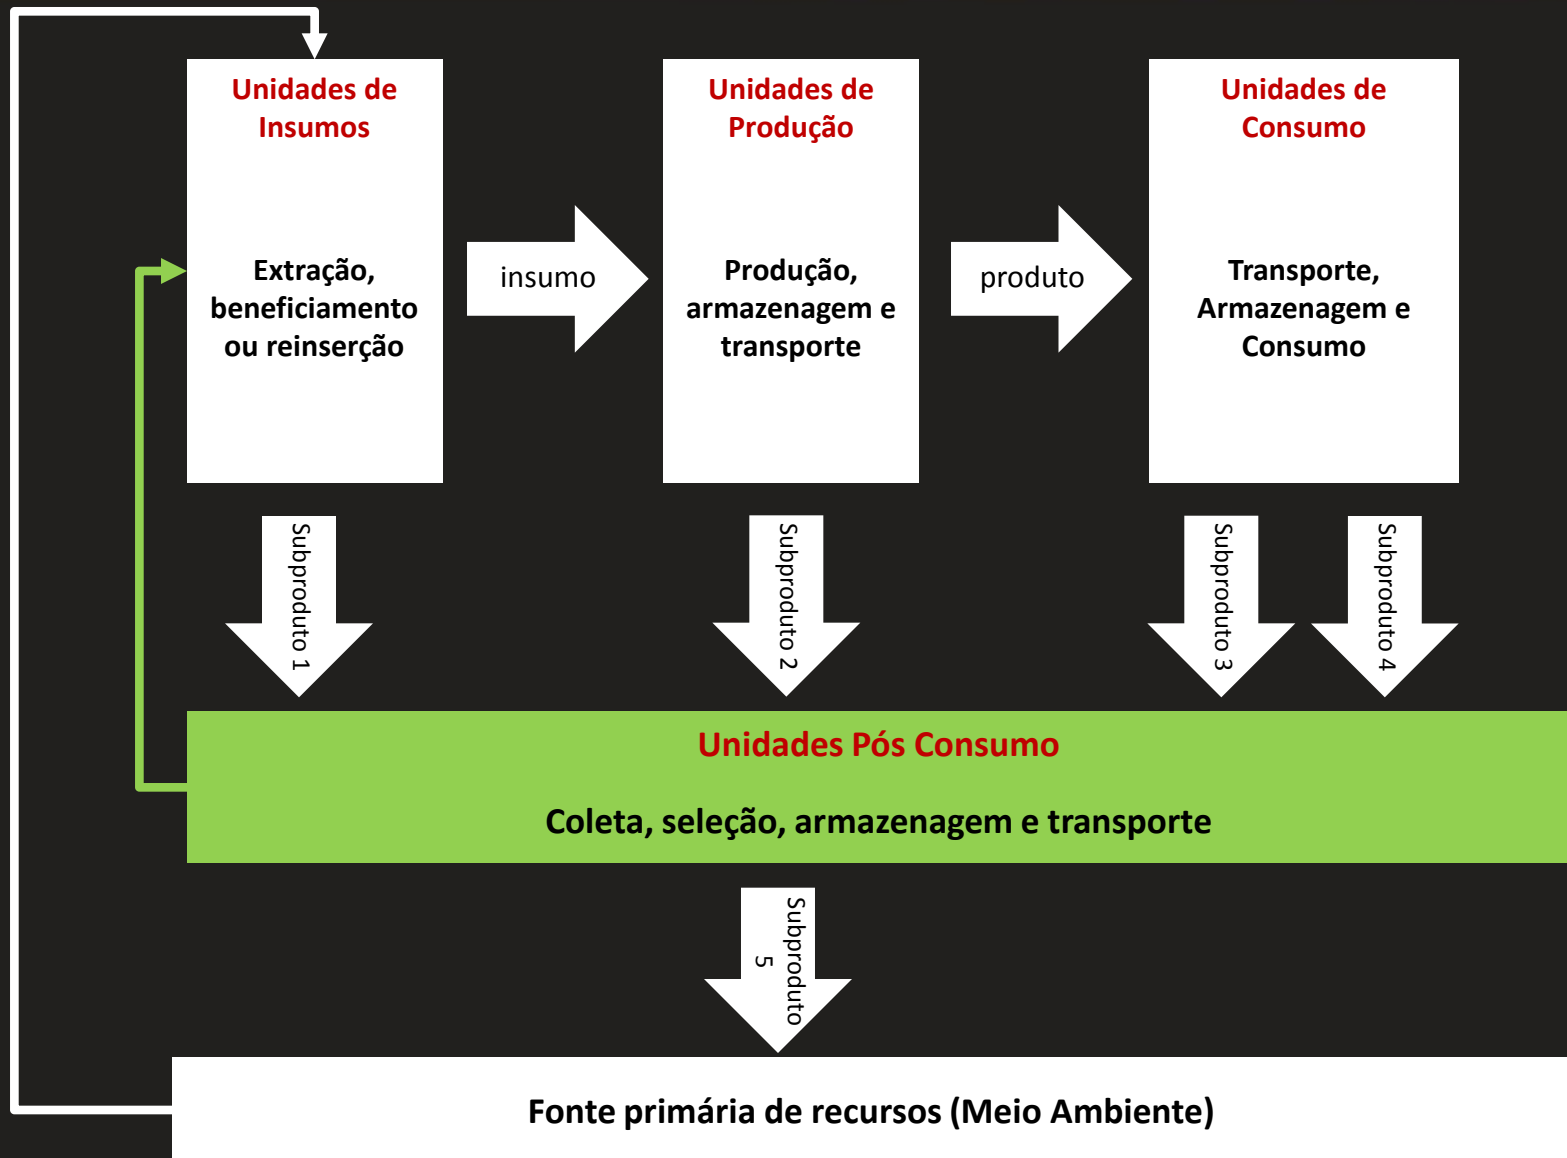 Unidades de
Insumos
Extração,
beneficiamento
ou reinserção
insumo
Unidades de
Produção
Produção,
armazenagem e
transporte
produto
Unidades de
Consumo
Transporte,
Armazenagem e
Consumo
Subproduto 1
Subproduto 2
Subproduto 3
Subproduto 4
Unidades Pós Consumo
Coleta, seleção, armazenagem e transporte
Subproduto
5
Fonte primária de recursos (Meio Ambiente)